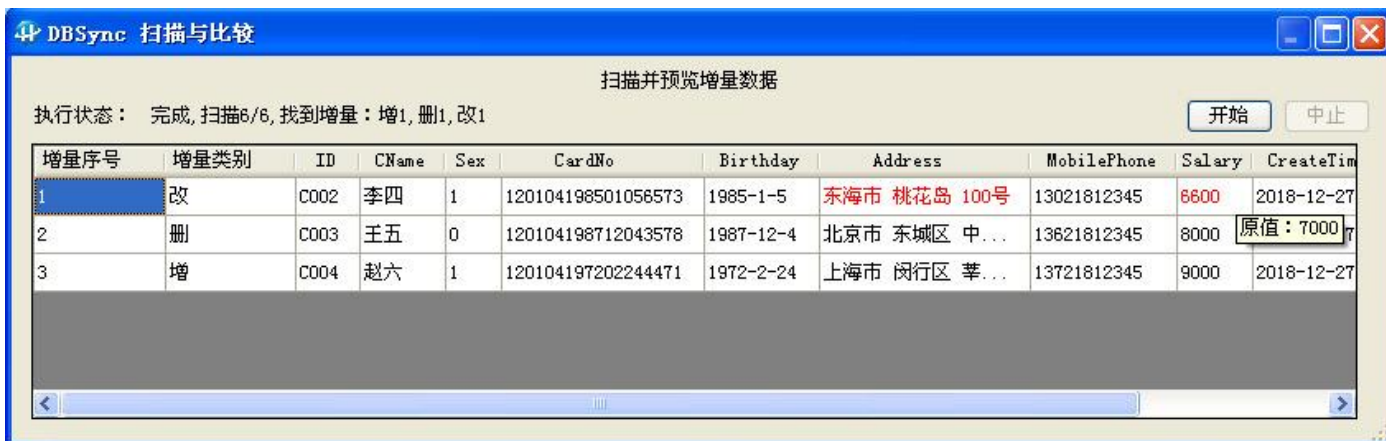 DBSync 扫描与比较
扫描并预览增量数据
执行状态： 完成,扫描6/6,找到增量：增1,删1,改1 开始 中止
增量序号 增量类别 ID CName Sex CardNo Birthday Address MobilePhone Salary CreateTim
1 改 C002 李四 1 120104198501056573 1985-1-5 东海市 桃花岛 100号 13021812345 6600 2018-12-27
原值：7000
2 删 C003 王五 0 120104198712043578 1987-12-4 北京市 东城区 中... 13621812345 8000 7
3 增 C004 赵六 1 120104197202244471 1972-2-24 上海市 闵行区 莘... 13721812345 9000 2018-12-27